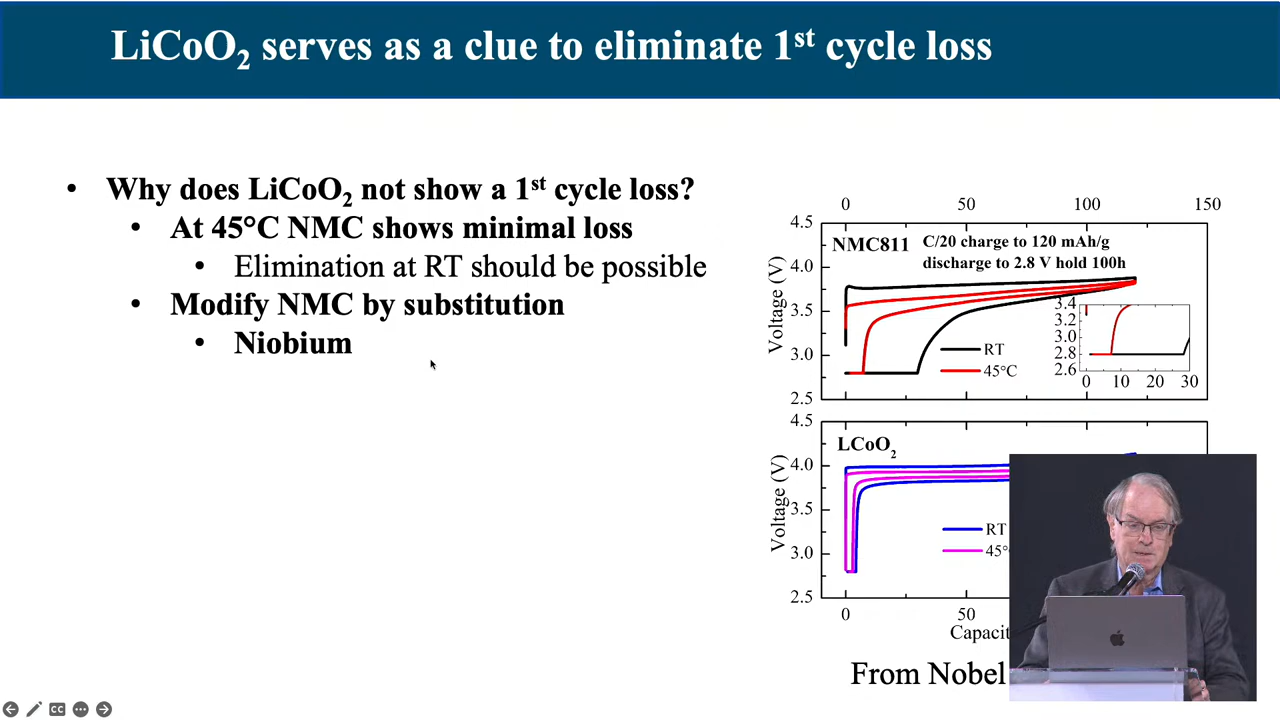 LiCoO₂ serves as a clue to eliminate 1st cycle loss
• Why does LiCoO₂ not show a 1st cycle loss?
• At 45°C NMC shows minimal loss
• Elimination at RT should be possible
• Modify NMC by substitution
• Niobium
0 50 100 150
4.5
4.0
3.5
3.0
2.5
Voltage (V)
NMC811
C/20 charge to 120 mAh/g
discharge to 2.8 V hold 100h
RT
45°C
3.4
3.2
3.0
2.8
2.6
0 10 20 30
4.5
4.0
3.5
3.0
2.5
Voltage (V)
LCoO₂
RT
45°
0 50
Capacit
From Nobel
CC